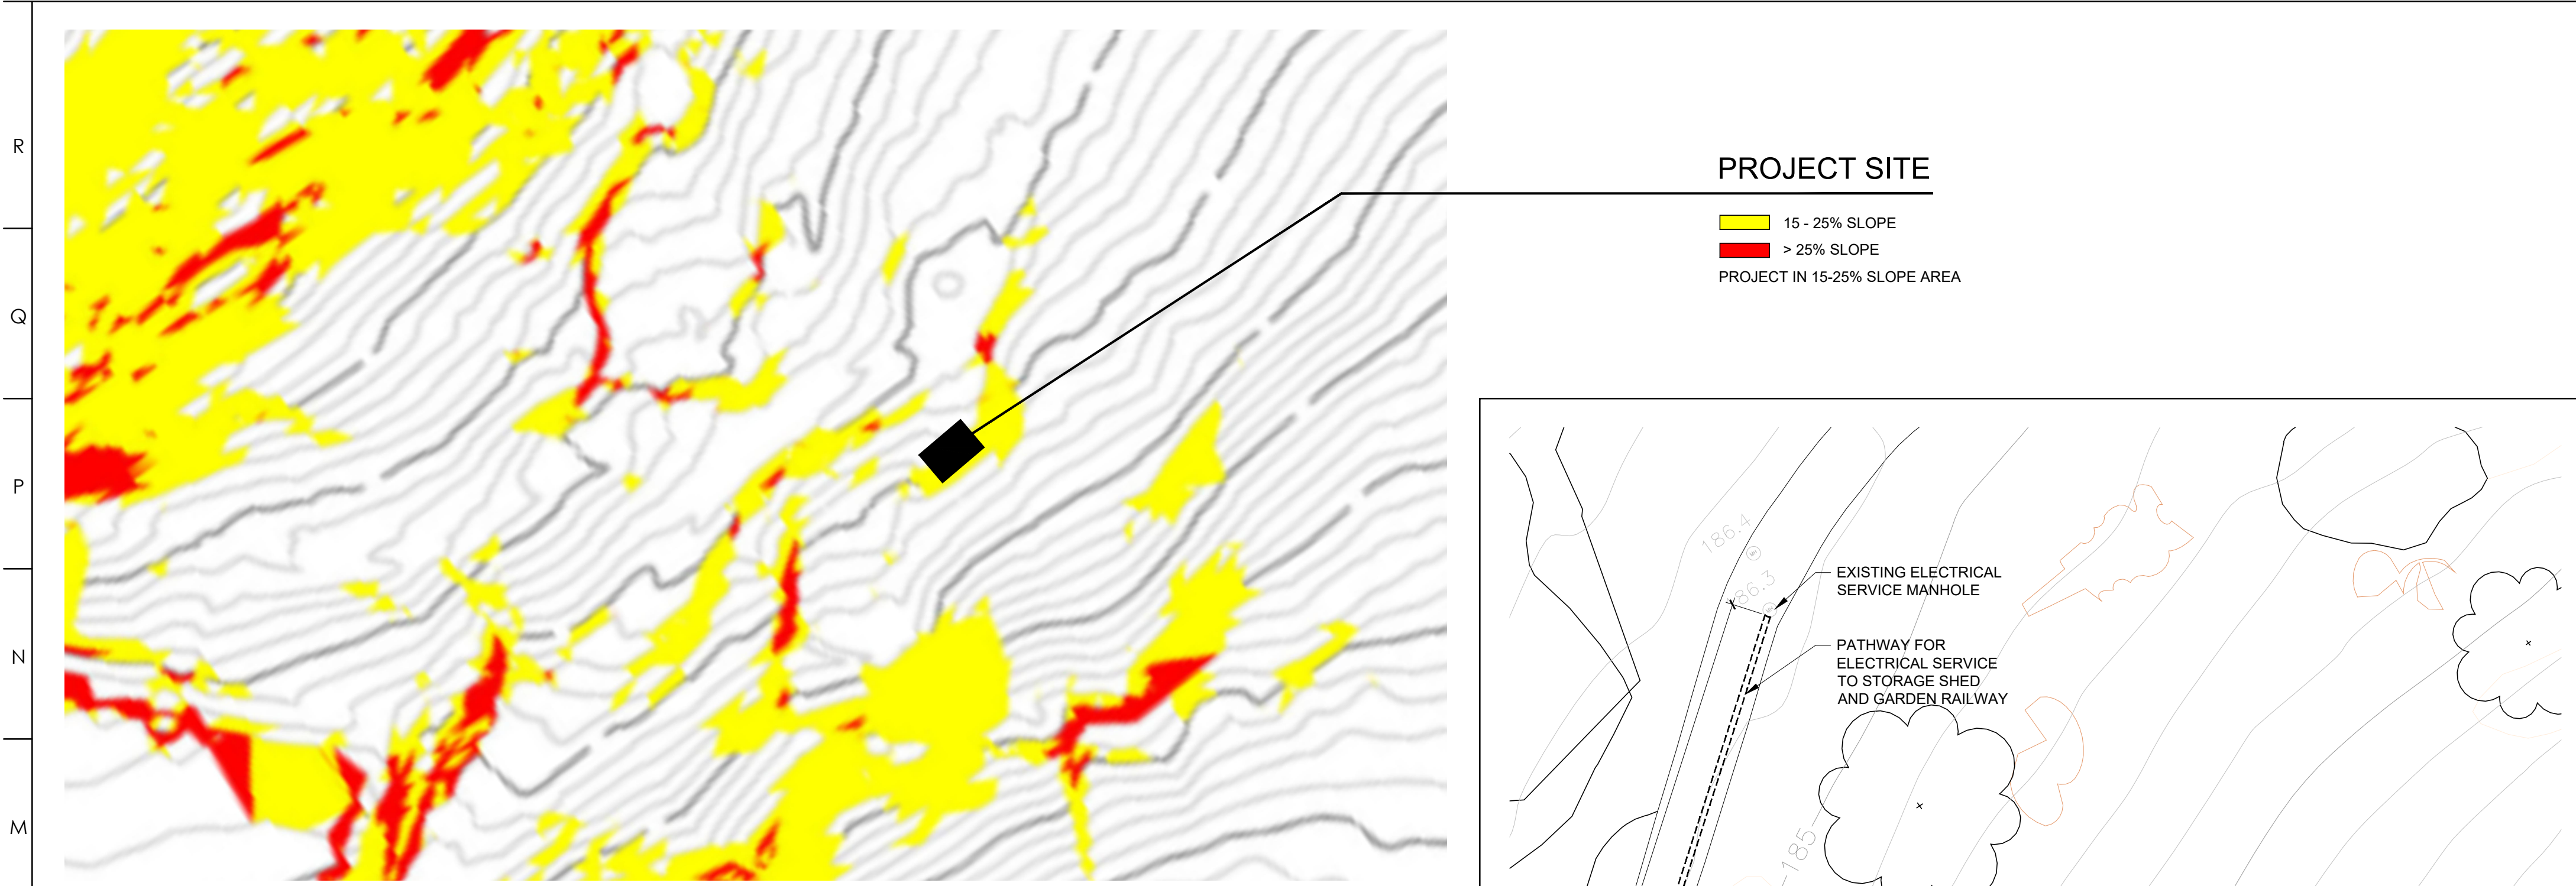 R
Q
P
N
M
PROJECT SITE
15 - 25% SLOPE
> 25% SLOPE
PROJECT IN 15-25% SLOPE AREA
186.4
186.3
EXISTING ELECTRICAL
SERVICE MANHOLE
PATHWAY FOR
ELECTRICAL SERVICE
TO STORAGE SHED
AND GARDEN RAILWAY
185